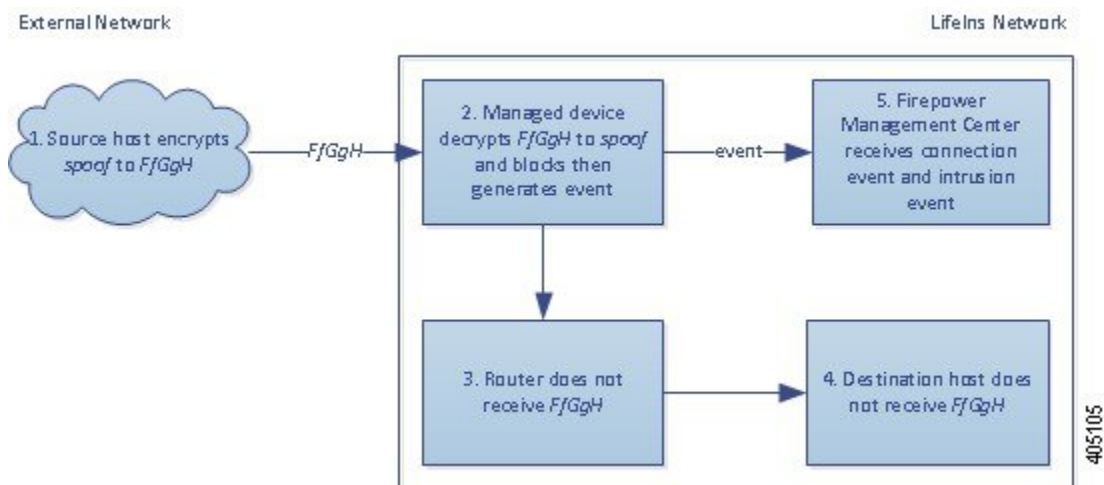 External Network
LifeIns Network
1. Source host encrypts
spoof to FfGgH
FfGgH
2. Managed device
decrypts FfGgH to spoof
and blocks then
generates event
event
5. Firepower
Management Center
receives connection
event and intrusion
event
3. Router does not
receive FfGgH
4. Destination host does
not receive FfGgH
405105